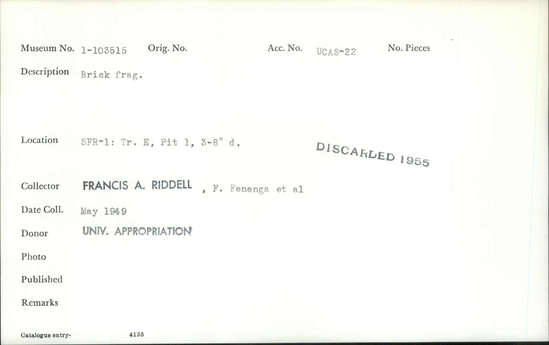 Museum No. 1-103515 Orig. No. Acc. No. UCAS-22 No. Pieces
Description Brick frag.
Location SFR-1: Tr. E, Pit 1, 3-8" d.
DISCARDED 1955
Collector FRANCIS A. RIDDELL , F. Fenenga et al
Date Coll. May 1949
Donor UNIV. APPROPRIATION
Photo
Published
Remarks
Catalogue entry- 4135